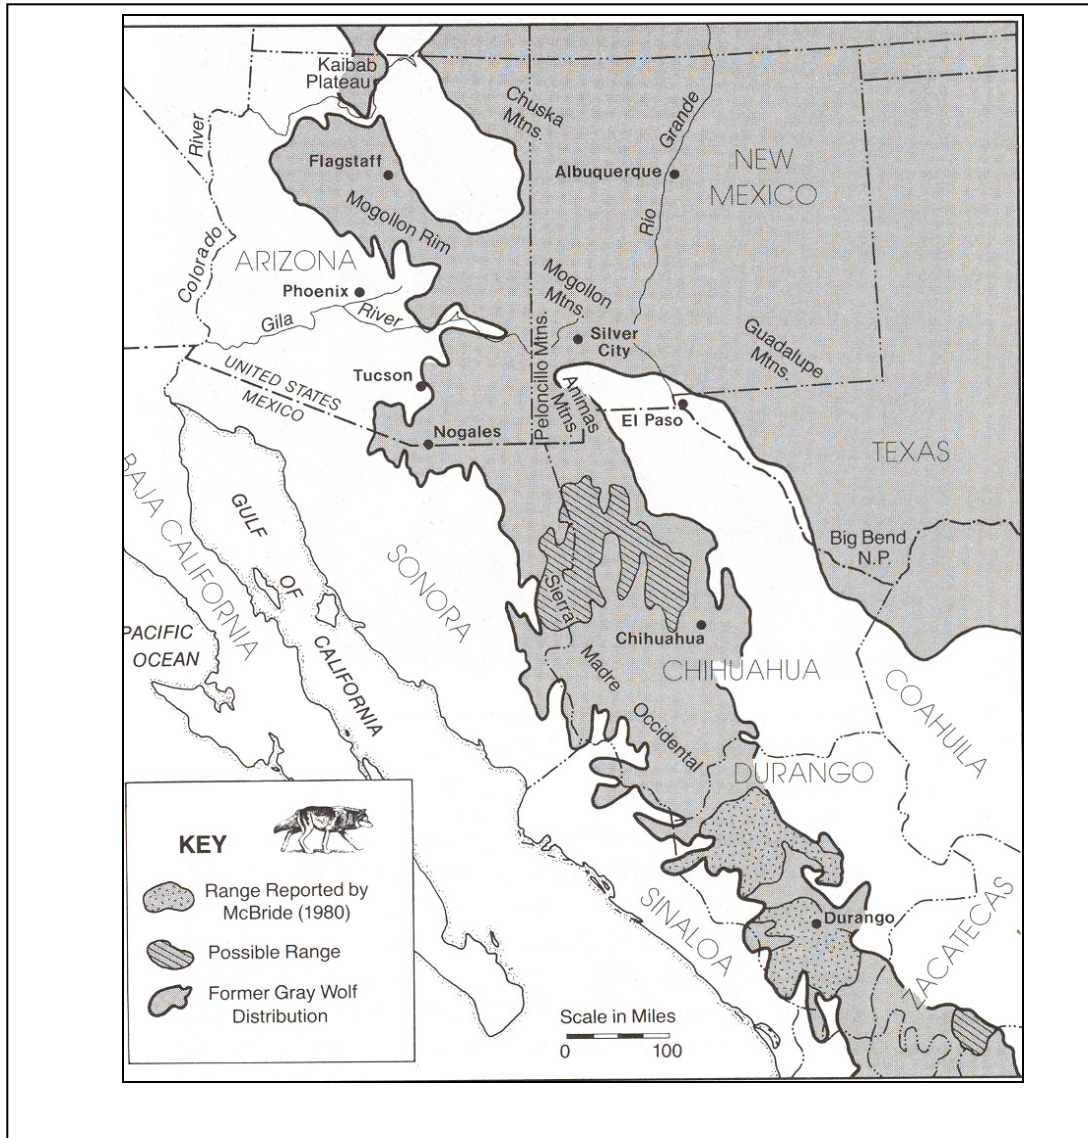 Kaibab
Plateau
Chuska
Mtns.
River
Grande
Flagstaff
Albuquerque
NEW
MEXICO
Mogollon Rim
Rio
Colorado
ARIZONA
Phoenix
Mogollon
Mtns.
Gila
River
Silver
City
Guadalupe
Mtns.
UNITED STATES
MEXICO
Tucson
Peloncillo Mtns.
Animas
Mtns.
El Paso
Nogales
TEXAS
BAJA CALIFORNIA
GULF
OF
CALIFORNIA
SONORA
Big Bend
N.P.
Sierra
Madre
Occidental
PACIFIC
OCEAN
Chihuahua
CHIHUAHUA
COAHUILA
DURANGO
SINALOA
Durango
ZACATECAS
KEY
Range Reported by
McBride (1980)
Possible Range
Former Gray Wolf
Distribution
Scale in Miles
0 100